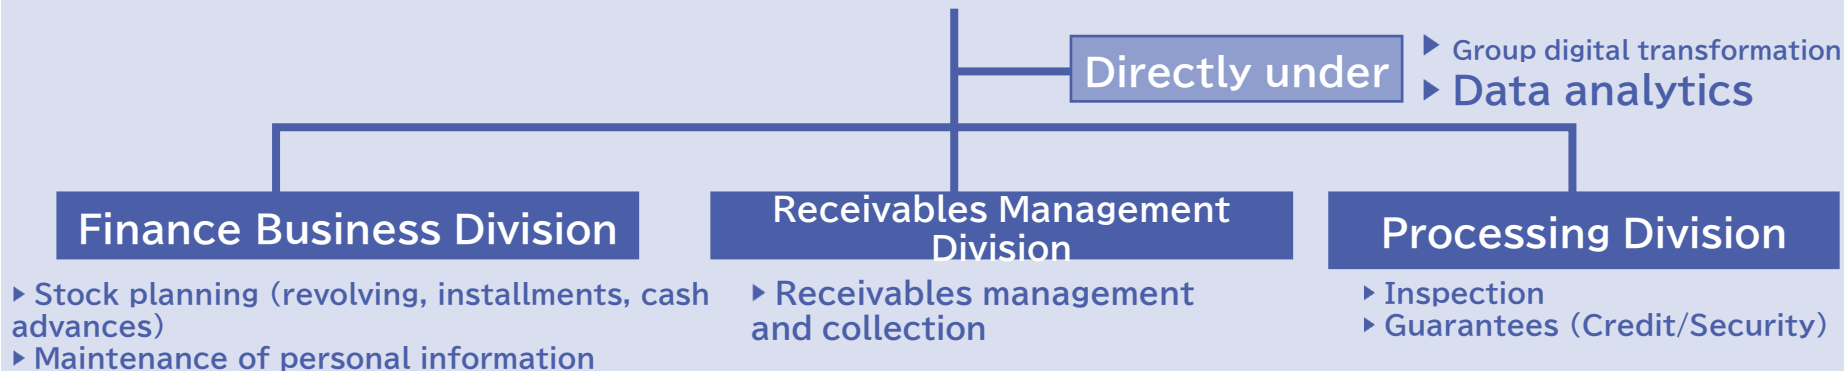 Directly under
▶ Group digital transformation
▶ Data analytics
Finance Business Division
▶ Stock planning (revolving, installments, cash
advances)
▶ Maintenance of personal information
Receivables Management
Division
▶ Receivables management
and collection
Processing Division
▶ Inspection
▶ Guarantees (Credit/Security)